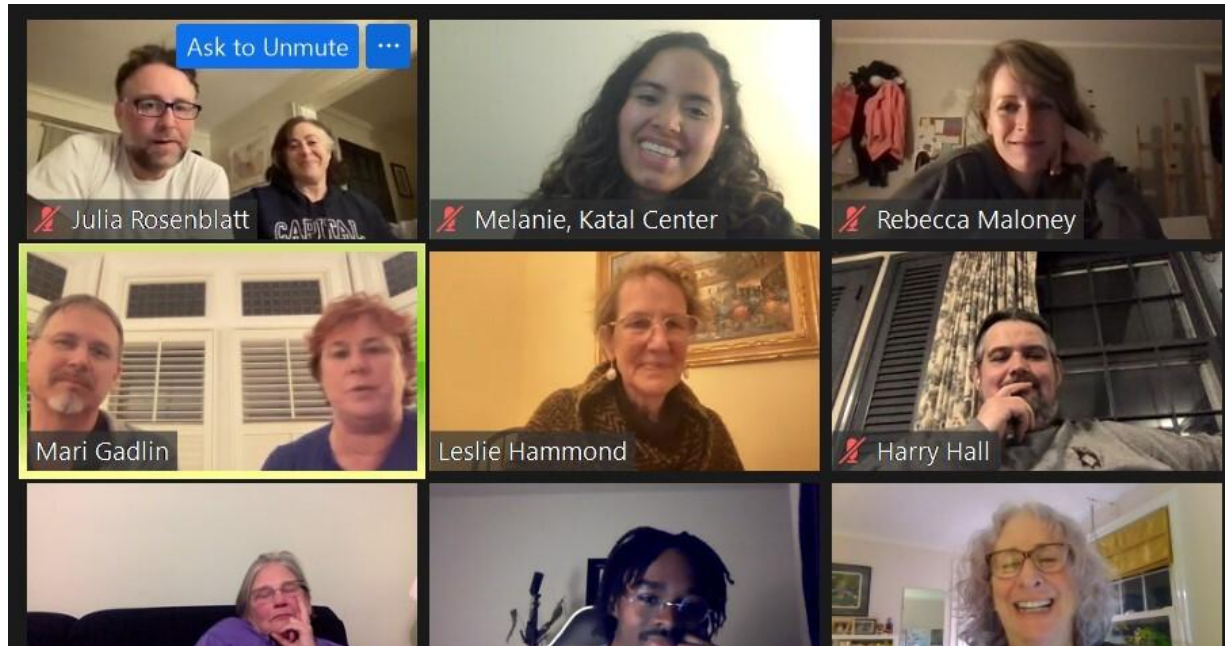 Ask to Unmute ...
Julia Rosenblatt
CAPITAL
Melanie, Katal Center
Rebecca Maloney
Mari Gadlin
Leslie Hammond
Harry Hall